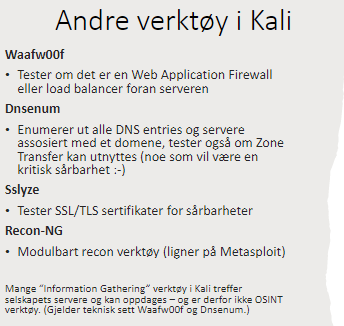 Andre verktøy i Kali
Waafw00f
• Tester om det er en Web Application Firewall
eller load balancer foran serveren
Dnsenum
• Enumerer ut alle DNS entries og servere
assosiert med et domene, tester også om Zone
Transfer kan utnyttes (noe som vil være en
kritisk sårbarhet :-)
Sslyze
• Tester SSL/TLS sertifikater for sårbarheter
Recon-NG
• Modulbart recon verktøy (ligner på Metasploit)
Mange "Information Gathering" verktøy i Kali treffer
selskapets servere og kan oppdages – og er derfor ikke OSINT
verktøy. (Gjelder teknisk sett Waafw00f og Dnsenum.)